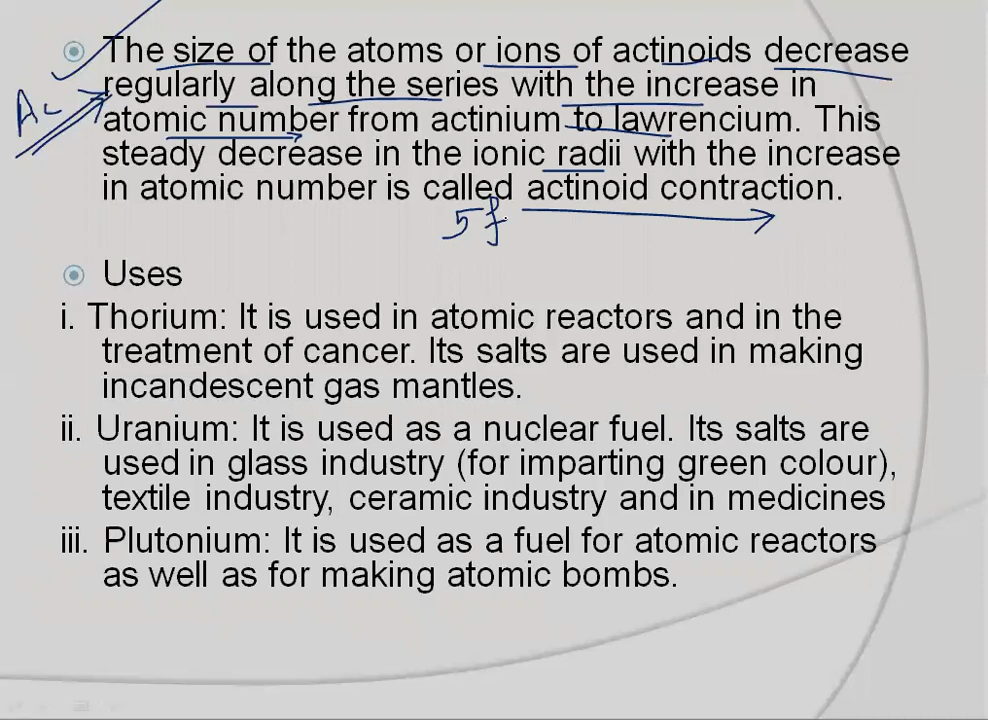 The size of the atoms or ions of actinoids decrease
regularly along the series with the increase in
Ac
atomic number from actinium to lawrencium. This
steady decrease in the ionic radii with the increase
in atomic number is called actinoid contraction.
5f
Uses
i. Thorium: It is used in atomic reactors and in the
treatment of cancer. Its salts are used in making
incandescent gas mantles.
ii. Uranium: It is used as a nuclear fuel. Its salts are
used in glass industry (for imparting green colour),
textile industry, ceramic industry and in medicines
iii. Plutonium: It is used as a fuel for atomic reactors
as well as for making atomic bombs.